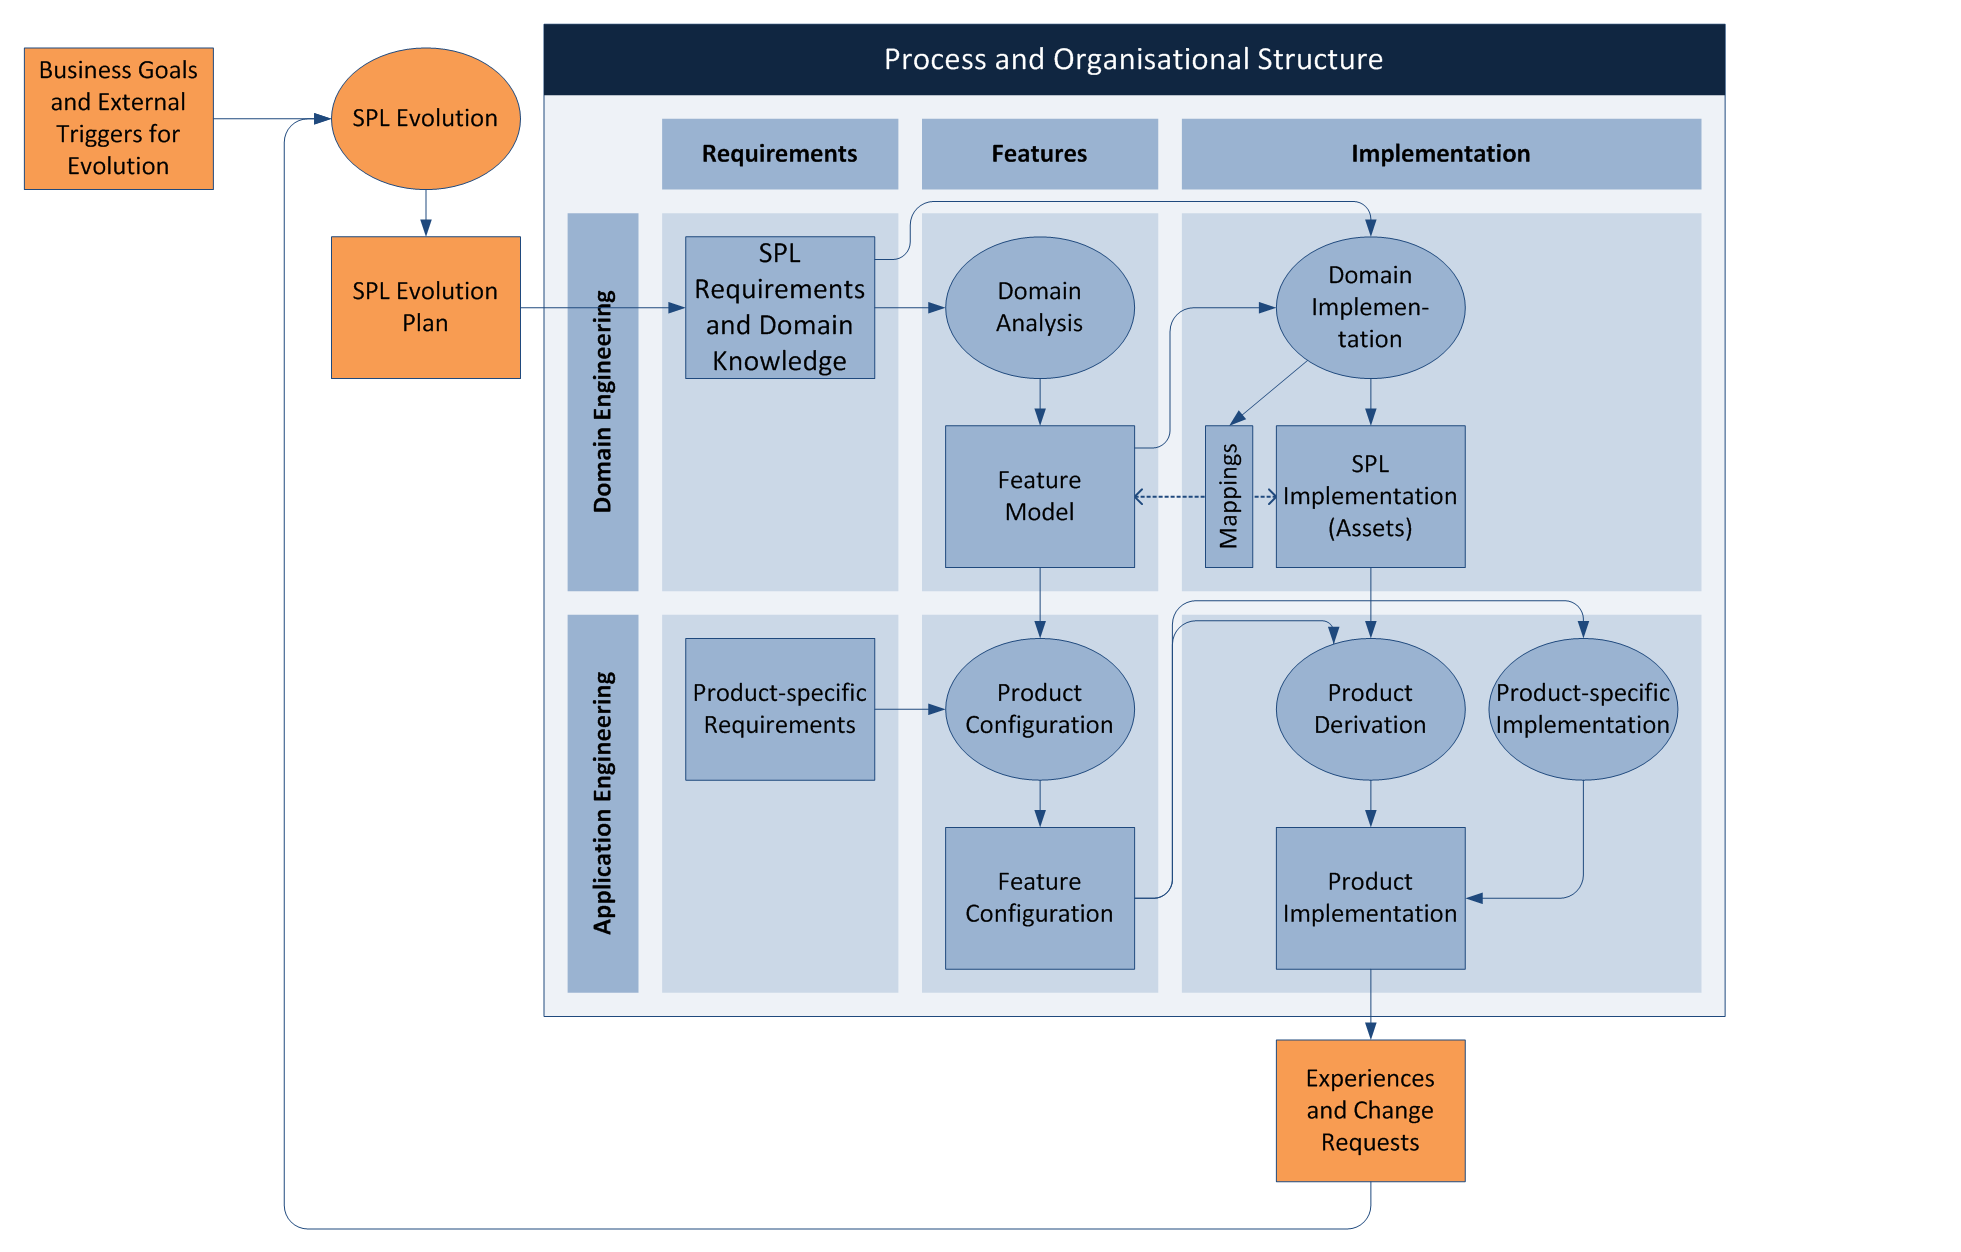 Process and Organisational Structure
Business Goals
and External
Triggers for
Evolution
SPL Evolution
SPL Evolution
Plan
Requirements
Features
Implementation
Domain Engineering
SPL
Requirements
and Domain
Knowledge
Domain
Analysis
Domain
Implemen-
tation
Feature
Model
Mappings
SPL
Implementation
(Assets)
Application Engineering
Product-specific
Requirements
Product
Configuration
Product
Derivation
Product-specific
Implementation
Feature
Configuration
Product
Implementation
Experiences
and Change
Requests